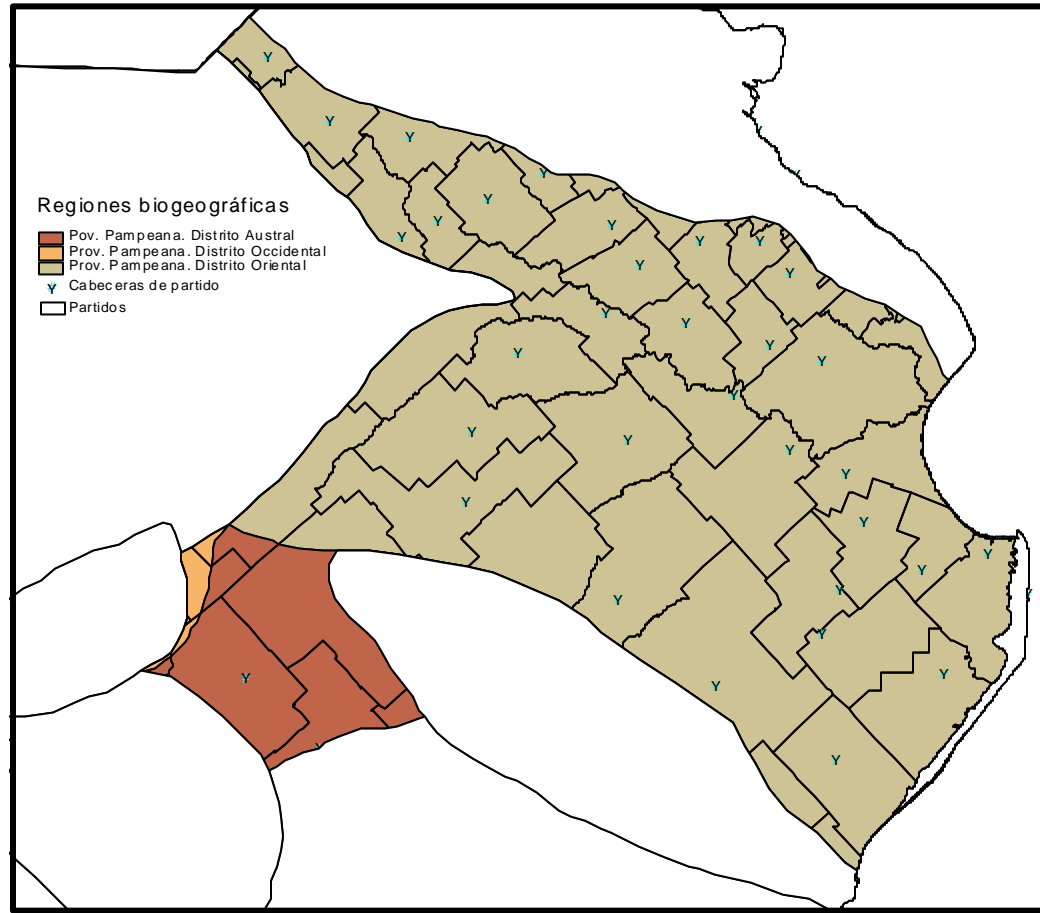 Regiones biogeográficas
Pov. Pampeana. Distrito Austral
Prov. Pampeana. Distrito Occidental
Prov. Pampeana. Distrito Oriental
Y Cabeceras de partido
Partidos